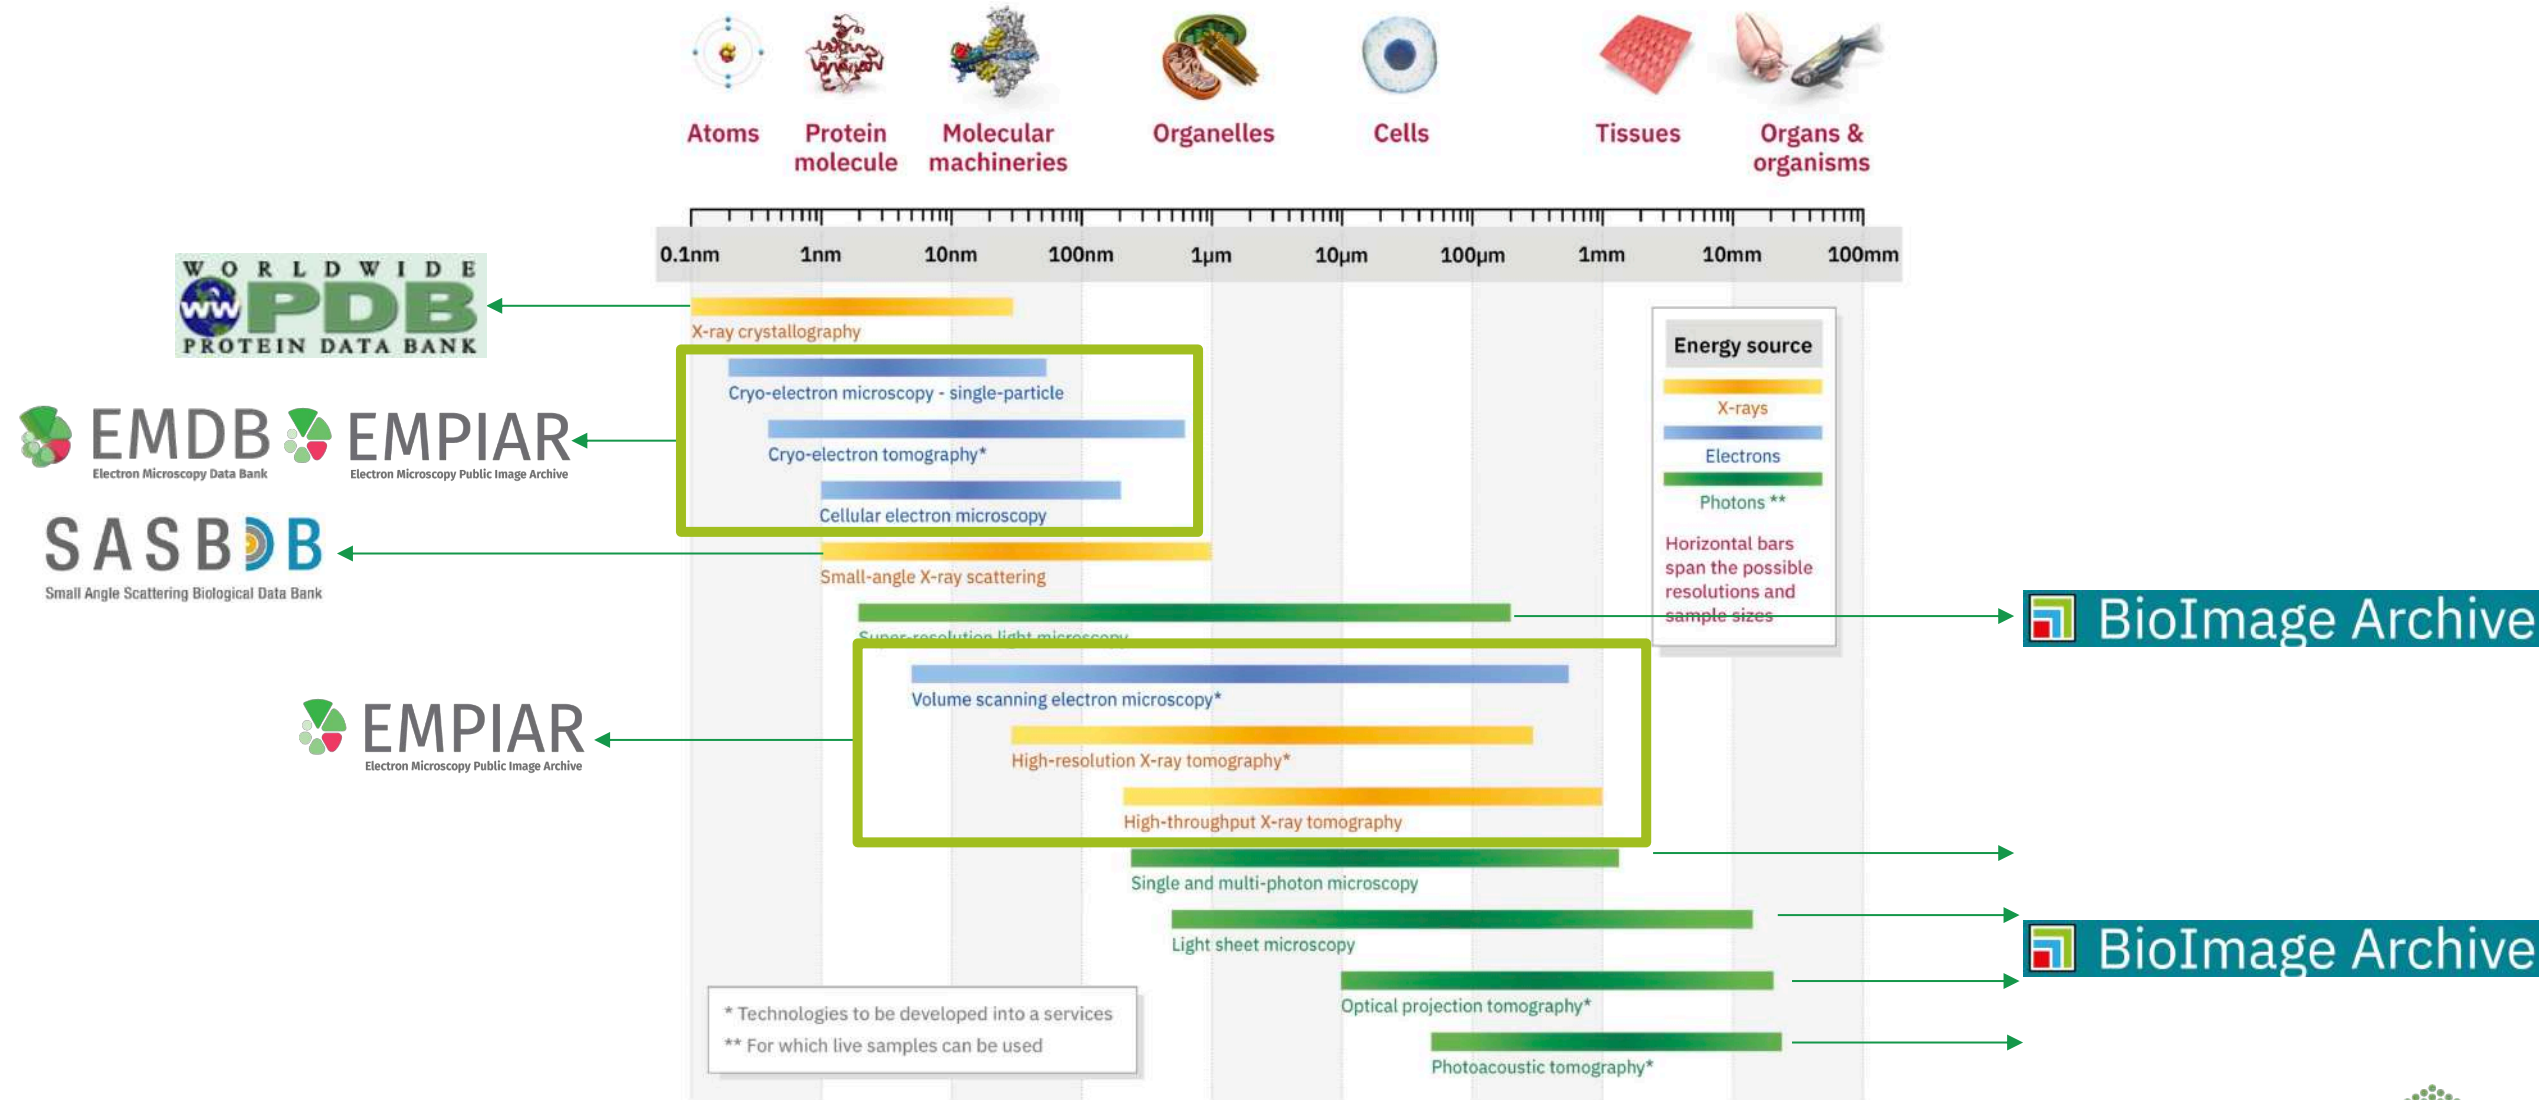 Atoms
Protein
molecule
Molecular
machineries
Organelles
Cells
Tissues
Organs &
organisms
0.1nm 1nm 10nm 100nm 1µm 10µm 100µm 1mm 10mm 100mm
WORLDWIDE
ww PDB
PROTEIN DATA BANK
X-ray crystallography
Energy source
X-rays
Electrons
Photons **
Horizontal bars
span the possible
resolutions and
sample sizes
Cryo-electron microscopy - single-particle
EMDB
Electron Microscopy Data Bank
EMPIAR
Electron Microscopy Public Image Archive
Cryo-electron tomography*
Cellular electron microscopy
SASBDB
Small Angle Scattering Biological Data Bank
Small-angle X-ray scattering
Super-resolution light microscopy
BioImage Archive
Volume scanning electron microscopy*
EMPIAR
Electron Microscopy Public Image Archive
High-resolution X-ray tomography*
High-throughput X-ray tomography
Single and multi-photon microscopy
Light sheet microscopy
BioImage Archive
Optical projection tomography*
Photoacoustic tomography*
* Technologies to be developed into a services
** For which live samples can be used